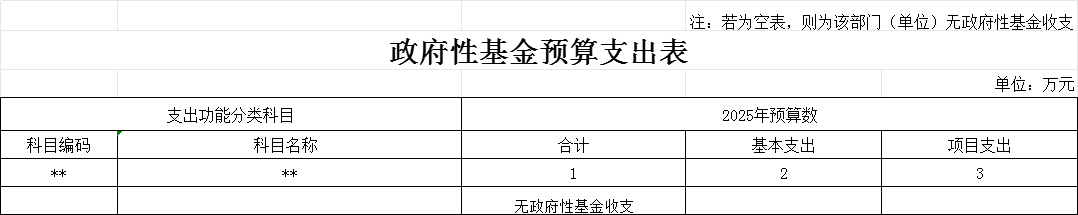 注：若为空表，则为该部门（单位）无政府性基金收支
政府性基金预算支出表
单位：万元
支出功能分类科目 2025年预算数
科目编码 科目名称 合计 基本支出 项目支出
** ** 1 2 3
无政府性基金收支